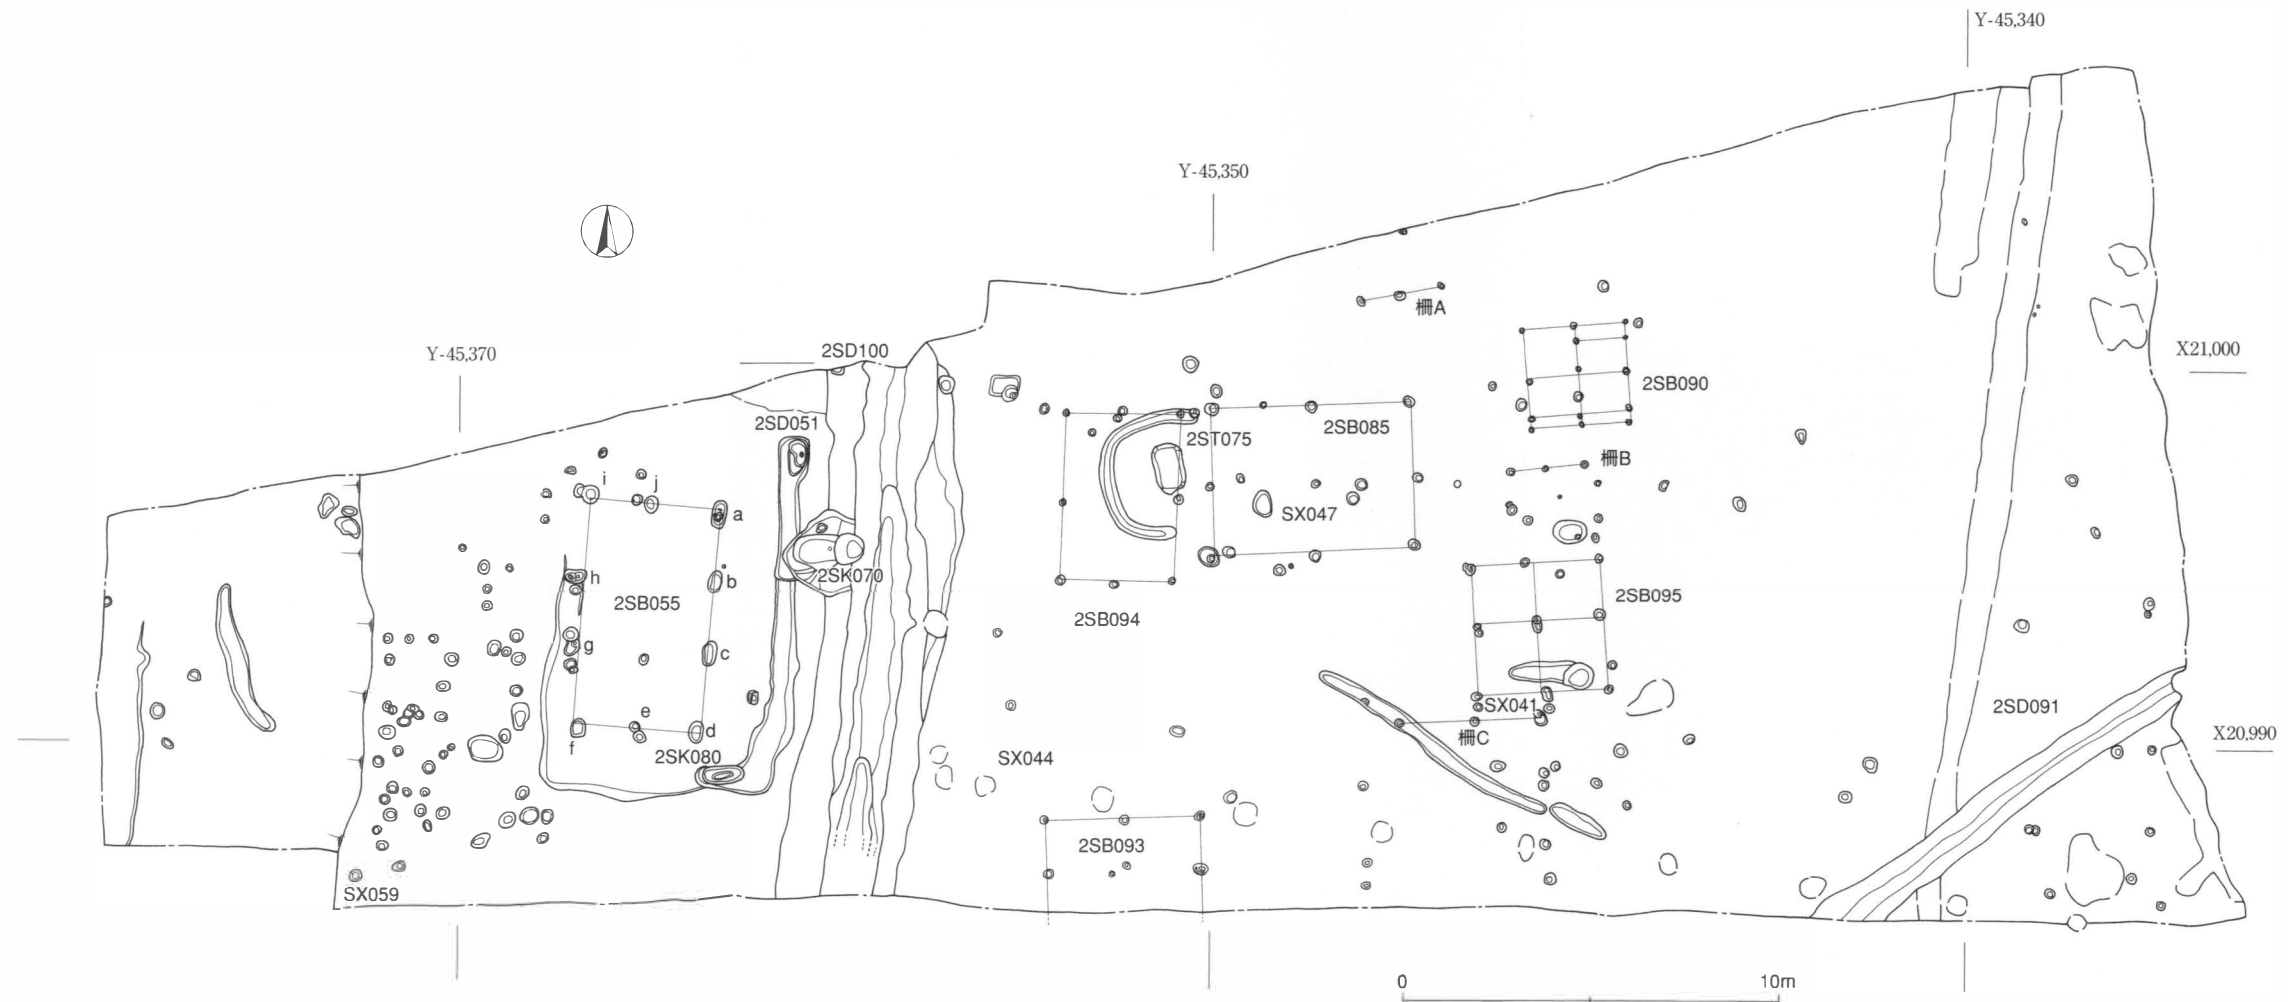 Y-45,340
Y-45,350
柵A
X21,000
2SD100
Y-45,370
2SB090
2SD051
2SB085
2ST075
柵B
i
j
a
SX047
2SK070
h
b
2SB055
2SB095
2SB094
g
c
SX041
2SD091
e
d
f
柵C
X20,990
2SK080
SX044
2SB093
SX059
0
10m